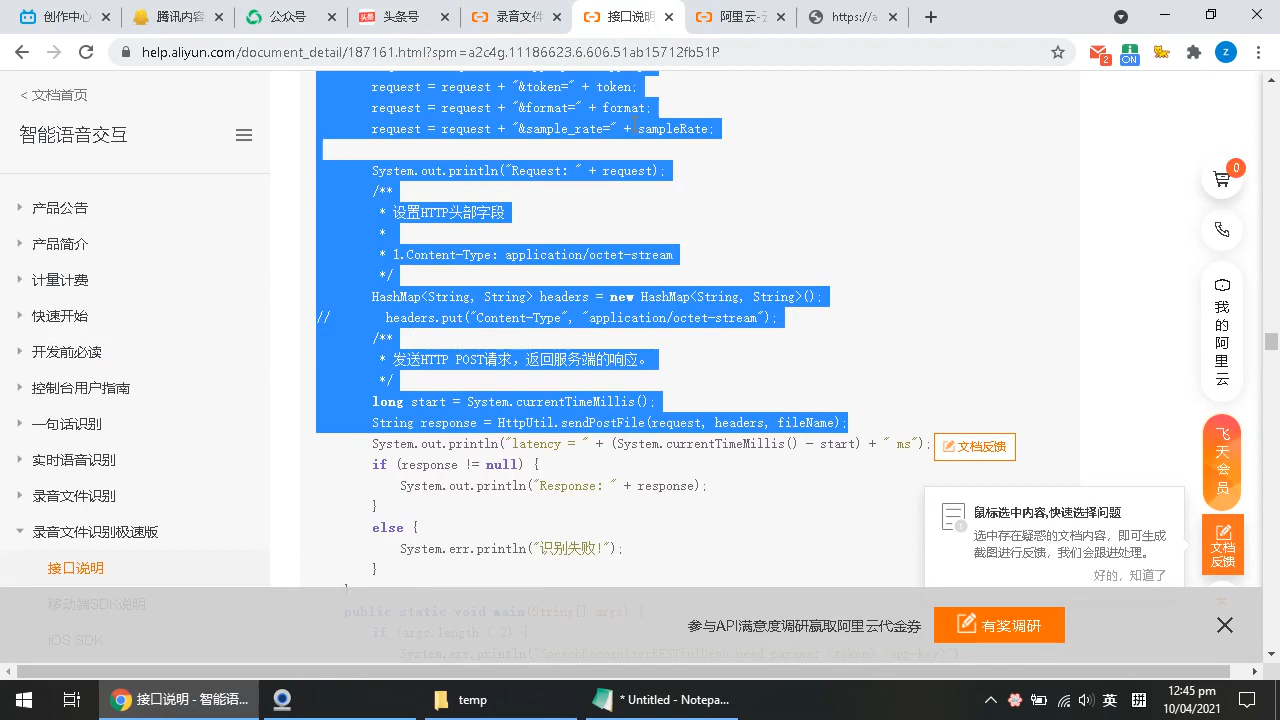 创作中心
腾讯内容
公众号
头条
头条号
录音文件
接口说明
阿里云-云
https://a
help.aliyun.com/document_detail/187161.html?spm=a2c4g.11186623.6.606.51ab15712fb51P
2
ON
Z
< 文档首页
智能语音交互
产品公告
产品简介
计量计费
快速开始
开发前必读
控制台用户指南
一句话识别
实时语音识别
录音文件识别
录音文件识别极速版
接口说明
移动端SDK说明
iOS SDK
request = request + "&token=" + token;
request = request + "&format=" + format;
request = request + "&sample_rate=" + sampleRate;
System.out.println("Request: " + request);
/**
* 设置HTTP头部字段
*
* 1.Content-Type: application/octet-stream
*/
HashMap<String, String> headers = new HashMap<String, String>();
// headers.put("Content-Type", "application/octet-stream");
/**
* 发送HTTP POST请求，返回服务端的响应。
*/
long start = System.currentTimeMillis();
String response = HttpUtil.sendPostFile(request, headers, fileName);
System.out.println("latency = " + (System.currentTimeMillis() - start) + " ms");
文档反馈
if (response != null) {
System.out.println("Response: " + response);
}
else {
System.err.println("识别失败!");
}
}
public static void main(String[] args) {
if (args.length < 2) {
System.err.println("SpeechRecognizerRESTfulDemo need params: <token> <app-key>");
0
我的阿里云
飞天会员
文档
反馈
鼠标选中内容,快速选择问题
选中存在疑惑的文档内容，即可生成
截图进行反馈，我们会跟进处理。
好的，知道了
参与API满意度调研赢取阿里云代金券
有奖调研
接口说明 - 智能语...
temp
* Untitled - Notepa...
英
拼
12:45 pm
10/04/2021